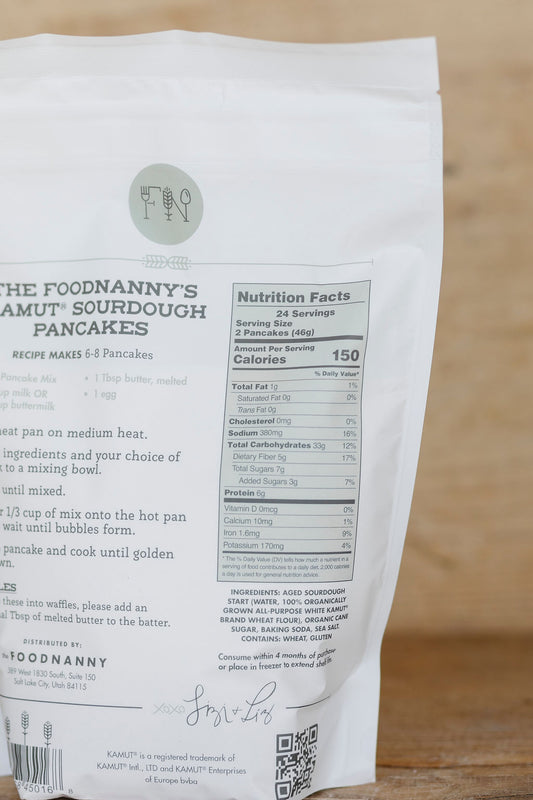 FN
THE FOODNANNY'S
KAMUT® SOURDOUGH
PANCAKES
RECIPE MAKES 6-8 Pancakes
Pancake Mix
up milk OR
up buttermilk
• 1 Tbsp butter, melted
• 1 egg
heat pan on medium heat.
ingredients and your choice of
to a mixing bowl.
until mixed.
1/3 cup of mix onto the hot pan
wait until bubbles form.
pancake and cook until golden
wn.
LES
these into waffles, please add an
al Tbsp of melted butter to the batter.
DISTRIBUTED BY:
the FOODNANNY
389 West 1830 South, Suite 150
Salt Lake City, Utah 84115
Nutrition Facts
24 Servings
Serving Size
2 Pancakes (46g)
Amount Per Serving
Calories 150
% Daily Value*
Total Fat 1g 1%
Saturated Fat 0g 0%
Trans Fat 0g
Cholesterol 0mg 0%
Sodium 380mg 16%
Total Carbohydrates 33g 12%
Dietary Fiber 5g 17%
Total Sugars 7g
Added Sugars 3g 7%
Protein 6g
Vitamin D 0mcg 0%
Calcium 10mg 1%
Iron 1.6mg 9%
Potassium 170mg 4%
* The % Daily Value (DV) tells how much a nutrient in a
serving of food contributes to a daily diet. 2,000 calories
a day is used for general nutrition advice.
INGREDIENTS: AGED SOURDOUGH
START (WATER, 100% ORGANICALLY
GROWN ALL-PURPOSE WHITE KAMUT®
BRAND WHEAT FLOUR), ORGANIC CANE
SUGAR, BAKING SODA, SEA SALT.
CONTAINS: WHEAT, GLUTEN
Consume within 4 months of purchase
or place in freezer to extend shelf life.
xoxo Lizi + Liz
45016 8
KAMUT® is a registered trademark of
KAMUT® Intl., LTD and KAMUT® Enterprises
of Europe bvba